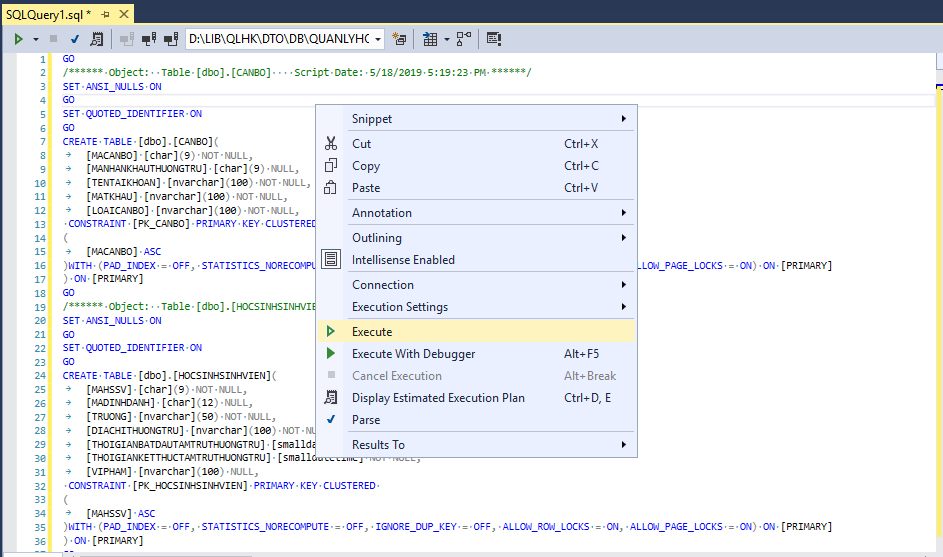 SQLQuery1.sql *
D:\LIB\QLHK\DTO\DB\QUANLYHC
1 GO
2 /****** Object:  Table [dbo].[CANBO]    Script Date: 5/18/2019 5:19:23 PM ******/
3 SET ANSI_NULLS ON
4 GO
5 SET QUOTED_IDENTIFIER ON
6 GO
7 CREATE TABLE [dbo].[CANBO](
8 [MACANBO] [char](9) NOT NULL,
9 [MANHANKHAUTHUONGTRU] [char](9) NULL,
10 [TENTAIKHOAN] [nvarchar](100) NOT NULL,
11 [MATKHAU] [nvarchar](100) NOT NULL,
12 [LOAICANBO] [nvarchar](100) NOT NULL,
13 CONSTRAINT [PK_CANBO] PRIMARY KEY CLUSTERED
14 (
15 [MACANBO] ASC
16 )WITH (PAD_INDEX = OFF, STATISTICS_NORECOMPU LLOW_PAGE_LOCKS = ON) ON [PRIMARY]
17 ) ON [PRIMARY]
18 GO
19 /****** Object:  Table [dbo].[HOCSINHSINHVIE
20 SET ANSI_NULLS ON
21 GO
22 SET QUOTED_IDENTIFIER ON
23 GO
24 CREATE TABLE [dbo].[HOCSINHSINHVIEN](
25 [MAHSSV] [char](9) NOT NULL,
26 [MADINHDANH] [char](12) NULL,
27 [TRUONG] [nvarchar](50) NOT NULL,
28 [DIACHITHUONGTRU] [nvarchar](100) NOT NU
29 [THOIGIANBATDAUTAMTRUTHUONGTRU] [smallda
30 [THOIGIANKETTHUCTAMTRUTHUONGTRU] [smalldatetime] NOT NULL,
31 [VIPHAM] [nvarchar](100) NULL,
32 CONSTRAINT [PK_HOCSINHSINHVIEN] PRIMARY KEY CLUSTERED
33 (
34 [MAHSSV] ASC
35 )WITH (PAD_INDEX = OFF, STATISTICS_NORECOMPUTE = OFF, IGNORE_DUP_KEY = OFF, ALLOW_ROW_LOCKS = ON, ALLOW_PAGE_LOCKS = ON) ON [PRIMARY]
36 ) ON [PRIMARY]
Snippet
Cut Ctrl+X
Copy Ctrl+C
Paste Ctrl+V
Annotation
Outlining
Intellisense Enabled
Connection
Execution Settings
Execute
Execute With Debugger Alt+F5
Cancel Execution Alt+Break
Display Estimated Execution Plan Ctrl+D, E
Parse
Results To